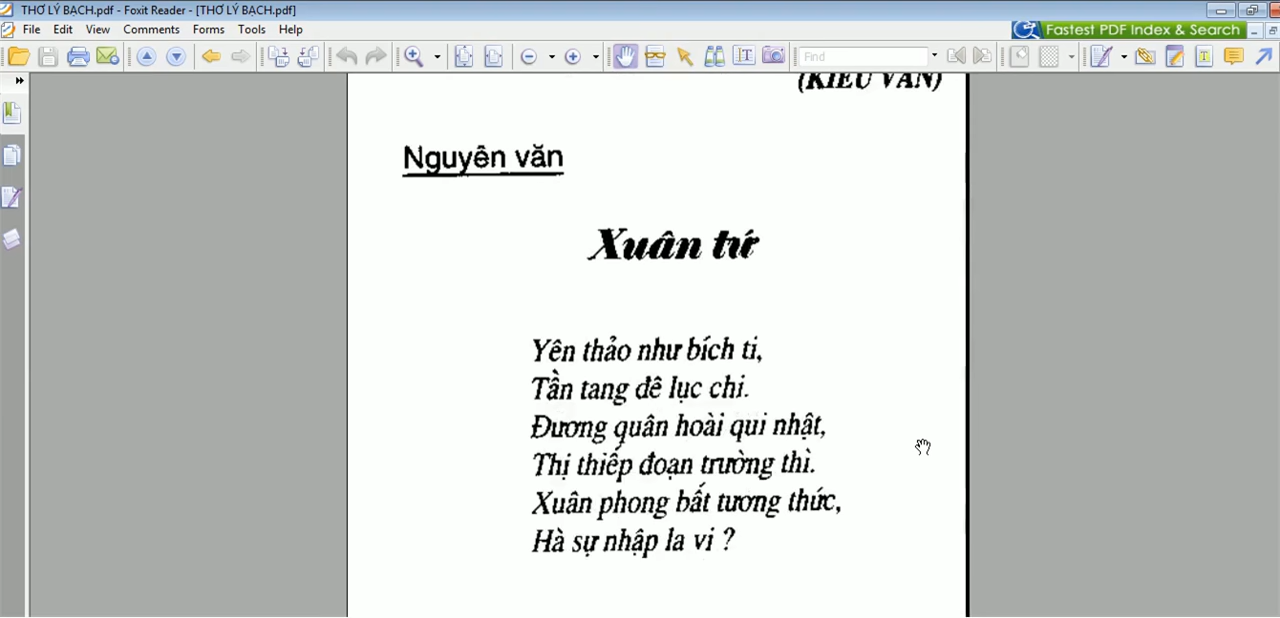 THƠ LÝ BẠCH.pdf - Foxit Reader - [THƠ LÝ BẠCH.pdf]
File Edit View Comments Forms Tools Help
Fastest PDF Index & Search
Find
(KIỀU VĂN)
Nguyên văn
Xuân tứ
Yên thảo như bích ti,
Tần tang đê lục chi.
Đương quân hoài qui nhật,
Thị thiếp đoạn trường thì.
Xuân phong bất tương thức,
Hà sự nhập la vi ?